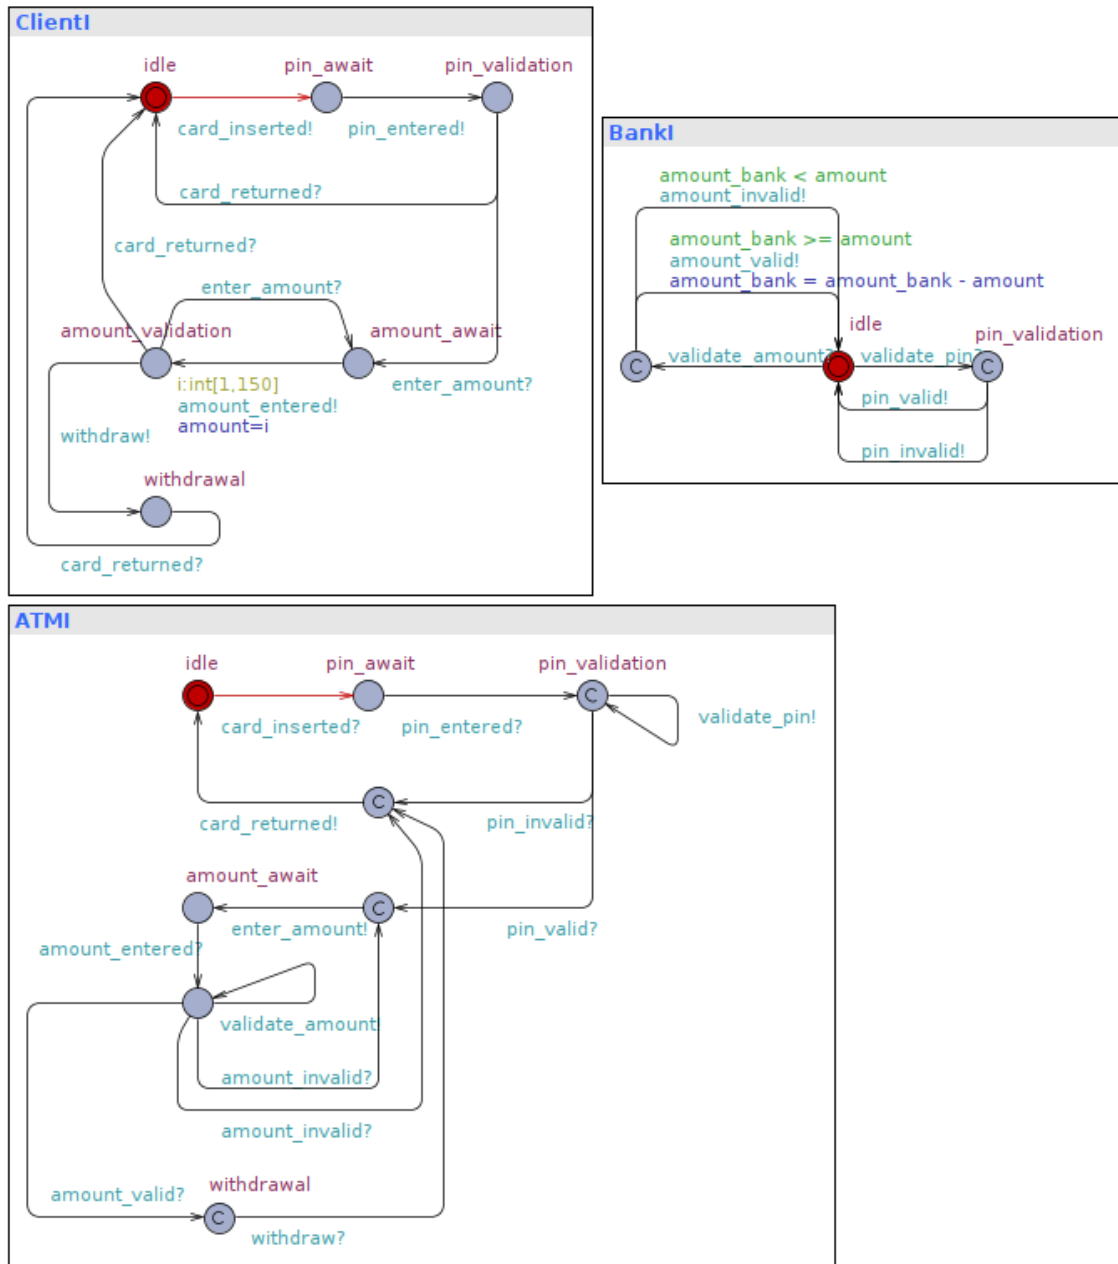 ClientI
idle
pin_await
pin_validation
card_inserted!
pin_entered!
card_returned?
card_returned?
enter_amount?
amount_validation
amount_await
i:int[1,150]
amount_entered!
amount=i
enter_amount?
withdraw!
withdrawal
card_returned?
BankI
amount_bank < amount
amount_invalid!
amount_bank >= amount
amount_valid!
amount_bank = amount_bank - amount
idle
pin_validation
C
validate_amount?
validate_pin?
C
pin_valid!
pin_invalid!
ATMI
idle
pin_await
pin_validation
C
card_inserted?
pin_entered?
validate_pin!
C
card_returned!
pin_invalid?
amount_await
C
enter_amount!
pin_valid?
amount_entered?
validate_amount!
amount_invalid?
amount_invalid?
amount_valid?
withdrawal
C
withdraw?